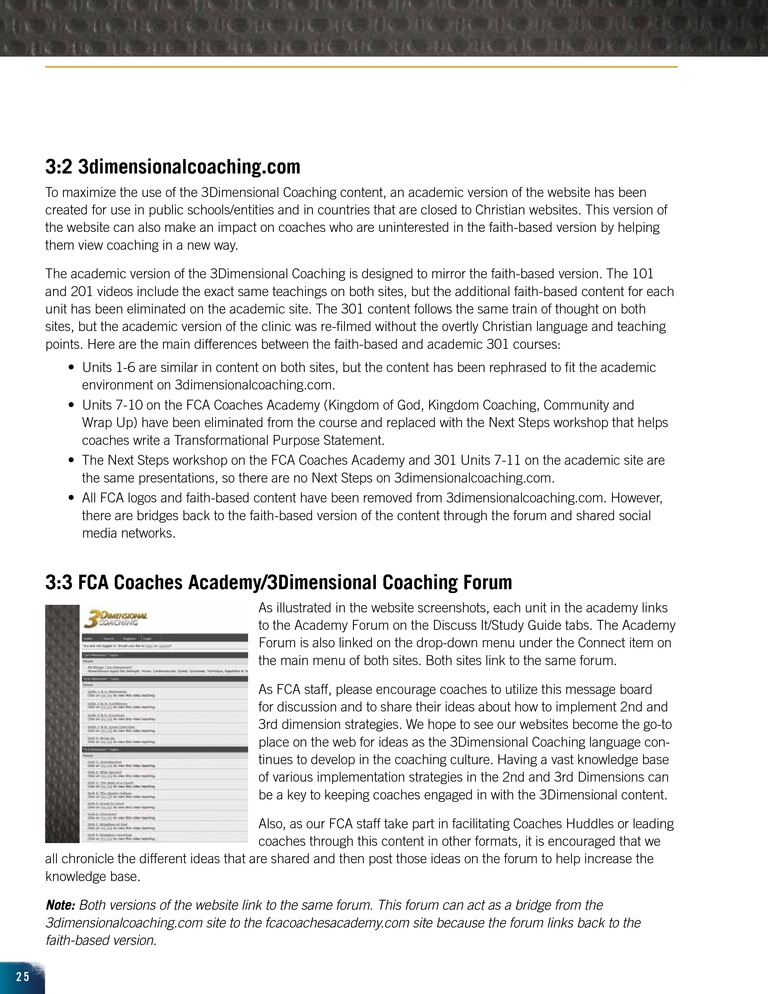 3:2 3dimensionalcoaching.com
To maximize the use of the 3Dimensional Coaching content, an academic version of the website has been
created for use in public schools/entities and in countries that are closed to Christian websites. This version of
the website can also make an impact on coaches who are uninterested in the faith-based version by helping
them view coaching in a new way.
The academic version of the 3Dimensional Coaching is designed to mirror the faith-based version. The 101
and 201 videos include the exact same teachings on both sites, but the additional faith-based content for each
unit has been eliminated on the academic site. The 301 content follows the same train of thought on both
sites, but the academic version of the clinic was re-filmed without the overtly Christian language and teaching
points. Here are the main differences between the faith-based and academic 301 courses:
• Units 1-6 are similar in content on both sites, but the content has been rephrased to fit the academic
environment on 3dimensionalcoaching.com.
• Units 7-10 on the FCA Coaches Academy (Kingdom of God, Kingdom Coaching, Community and
Wrap Up) have been eliminated from the course and replaced with the Next Steps workshop that helps
coaches write a Transformational Purpose Statement.
• The Next Steps workshop on the FCA Coaches Academy and 301 Units 7-11 on the academic site are
the same presentations, so there are no Next Steps on 3dimensionalcoaching.com.
• All FCA logos and faith-based content have been removed from 3dimensionalcoaching.com. However,
there are bridges back to the faith-based version of the content through the forum and shared social
media networks.
3:3 FCA Coaches Academy/3Dimensional Coaching Forum
3Dimensional
Coaching
As illustrated in the website screenshots, each unit in the academy links
to the Academy Forum on the Discuss It/Study Guide tabs. The Academy
Forum is also linked on the drop-down menu under the Connect item on
the main menu of both sites. Both sites link to the same forum.
As FCA staff, please encourage coaches to utilize this message board
for discussion and to share their ideas about how to implement 2nd and
3rd dimension strategies. We hope to see our websites become the go-to
place on the web for ideas as the 3Dimensional Coaching language con-
tinues to develop in the coaching culture. Having a vast knowledge base
of various implementation strategies in the 2nd and 3rd Dimensions can
be a key to keeping coaches engaged in with the 3Dimensional content.
Also, as our FCA staff take part in facilitating Coaches Huddles or leading
coaches through this content in other formats, it is encouraged that we
all chronicle the different ideas that are shared and then post those ideas on the forum to help increase the
knowledge base.
Note: Both versions of the website link to the same forum. This forum can act as a bridge from the
3dimensionalcoaching.com site to the fcacoachesacademy.com site because the forum links back to the
faith-based version.
25